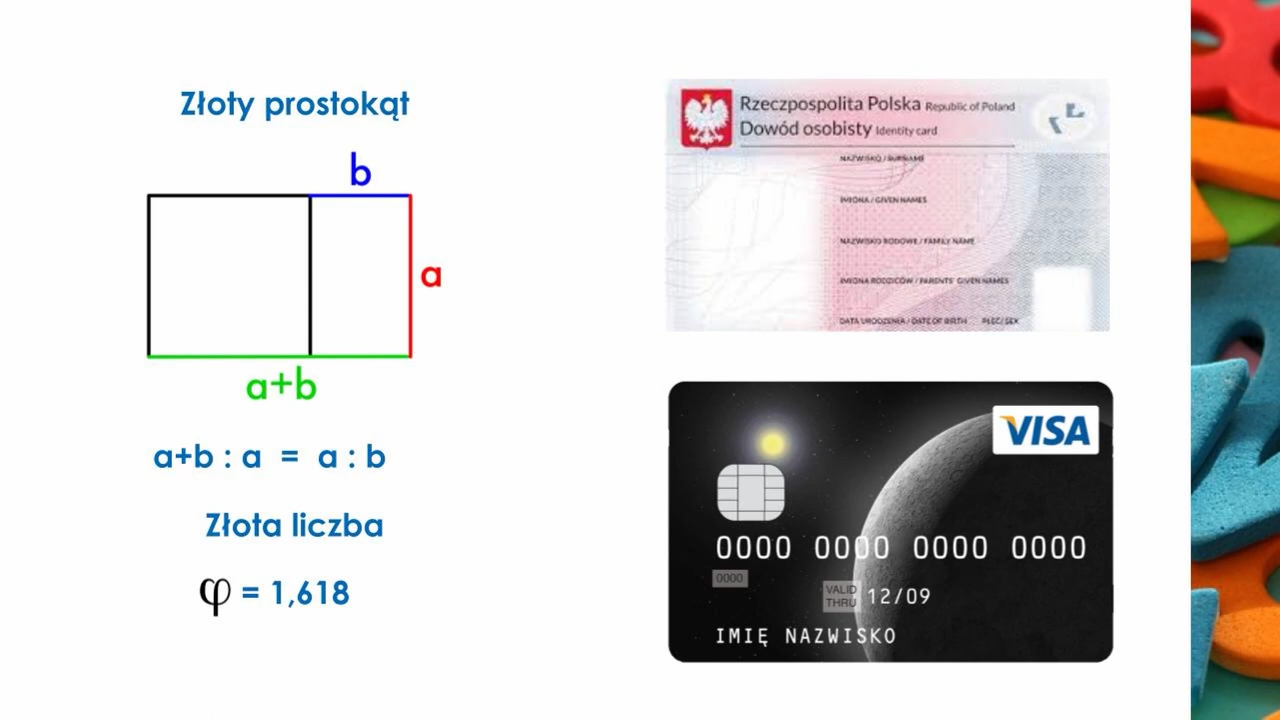 Złoty prostokąt
b
a
a+b
a+b : a = a : b
Złota liczba
φ = 1,618
Rzeczpospolita Polska Republic of Poland
Dowód osobisty Identity card
NAZWISKO / SURNAME
IMIONA / GIVEN NAMES
NAZWISKO RODOWE / FAMILY NAME
IMIONA RODZICÓW / PARENTS' GIVEN NAMES
DATA URODZENIA / DATE OF BIRTH PŁEĆ / SEX
VISA
0000 0000 0000 0000
0000
VALID
THRU 12/09
IMIĘ NAZWISKO